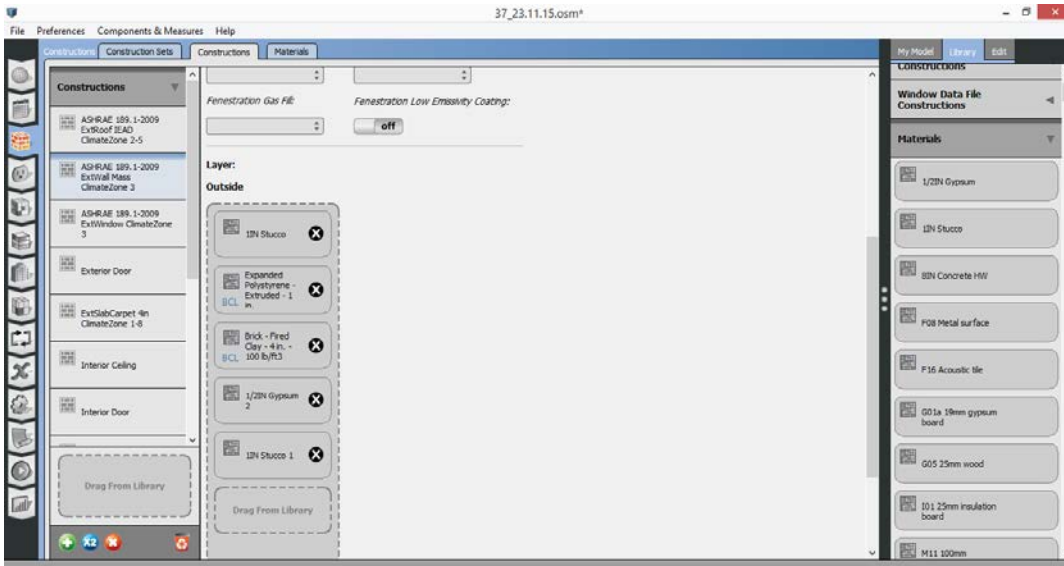 37_23.11.15.osm*
File Preferences Components & Measures Help
Constructions
Construction Sets
Constructions
Materials
My Model
Library
Edit
Constructions
ASHRAE 189.1-2009
ExtRoof IEAD
ClimateZone 2-5
ASHRAE 189.1-2009
ExtWall Mass
ClimateZone 3
ASHRAE 189.1-2009
ExtWindow ClimateZone
3
Exterior Door
ExtSlabCarpet 4in
ClimateZone 1-8
Interior Ceiling
Interior Door
Drag From Library
X2
Fenestration Gas Fill:
Fenestration Low Emissivity Coating:
off
Layer:
Outside
1IN Stucco
Expanded
Polystyrene -
Extruded - 1
in.
BCL
Brick - Fired
Clay - 4 in. -
100 lb/ft3
BCL
1/2IN Gypsum
2
1IN Stucco 1
Drag From Library
Constructions
Window Data File
Constructions
Materials
1/2IN Gypsum
1IN Stucco
8IN Concrete HW
F08 Metal surface
F16 Acoustic tile
G01a 19mm gypsum
board
G05 25mm wood
I01 25mm insulation
board
M11 100mm